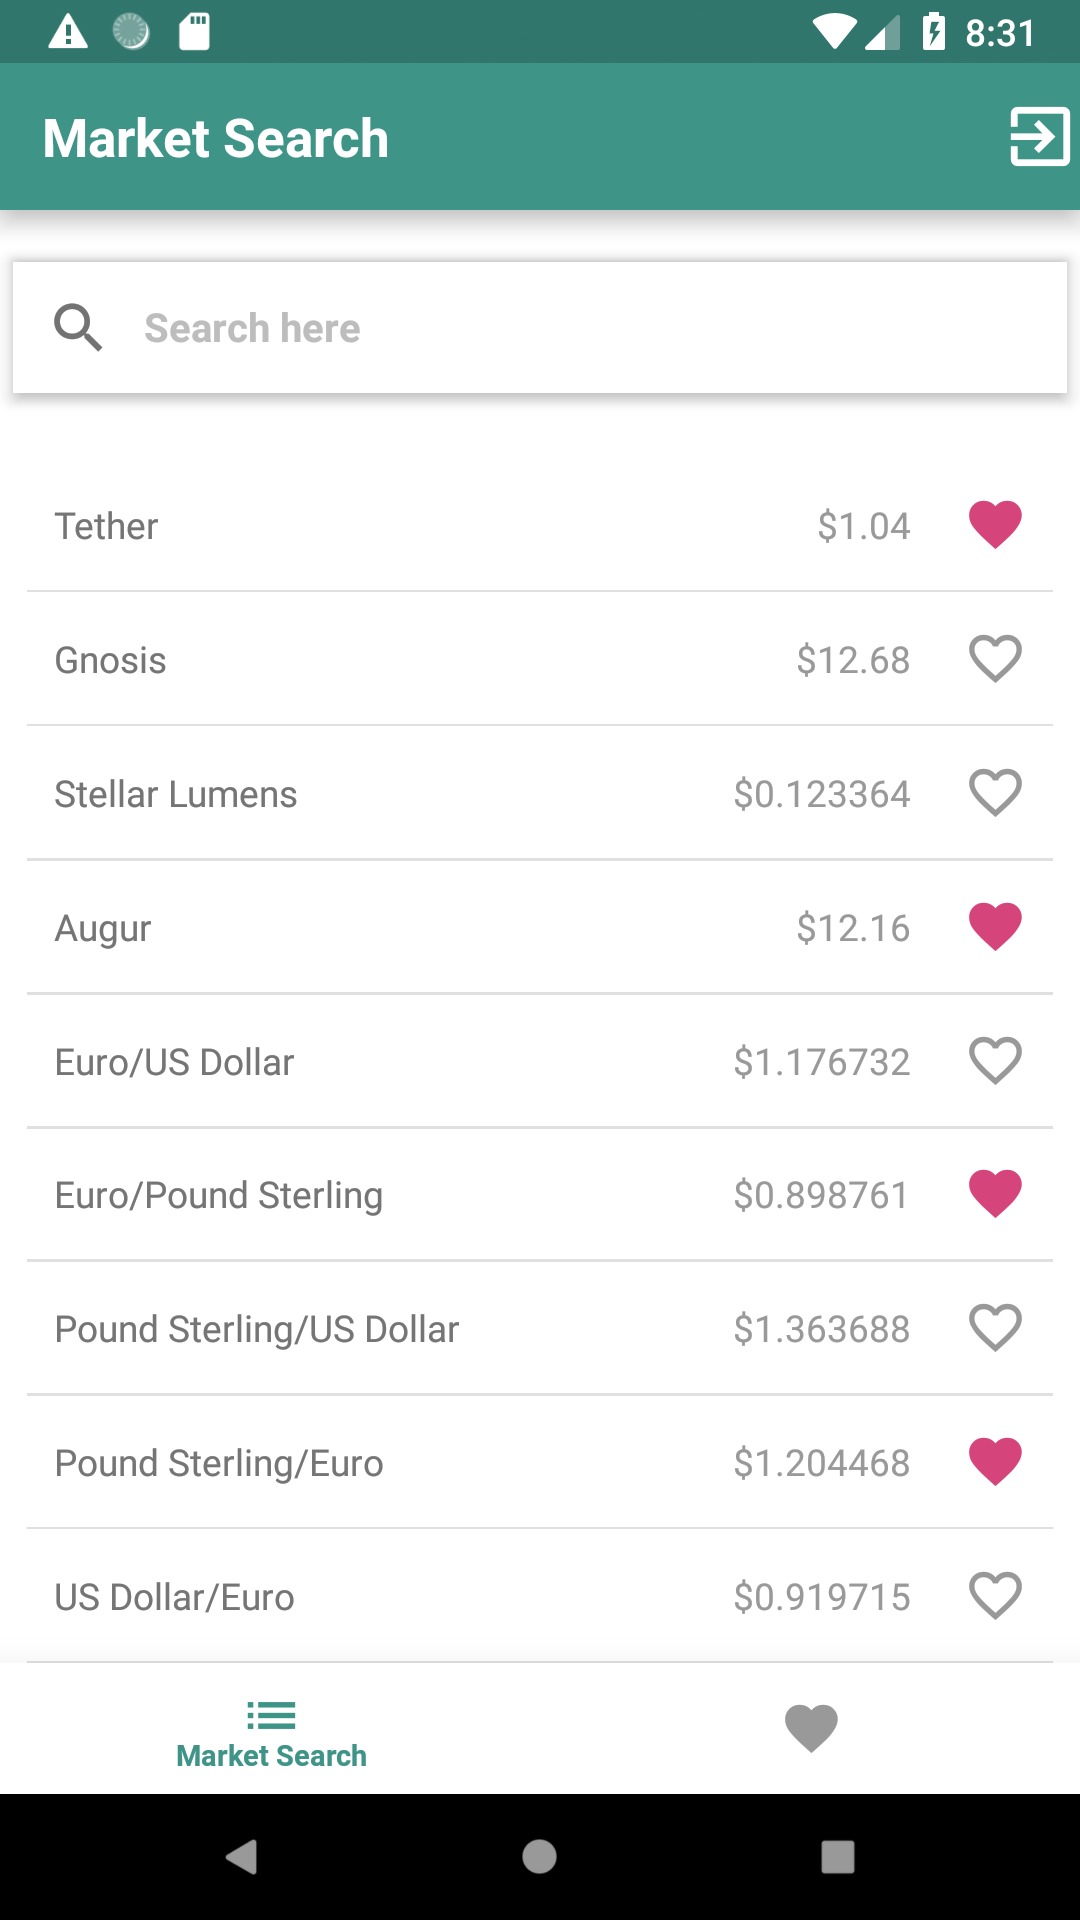 8:31
Market Search
Search here
Tether $1.04
Gnosis $12.68
Stellar Lumens $0.123364
Augur $12.16
Euro/US Dollar $1.176732
Euro/Pound Sterling $0.898761
Pound Sterling/US Dollar $1.363688
Pound Sterling/Euro $1.204468
US Dollar/Euro $0.919715
Market Search